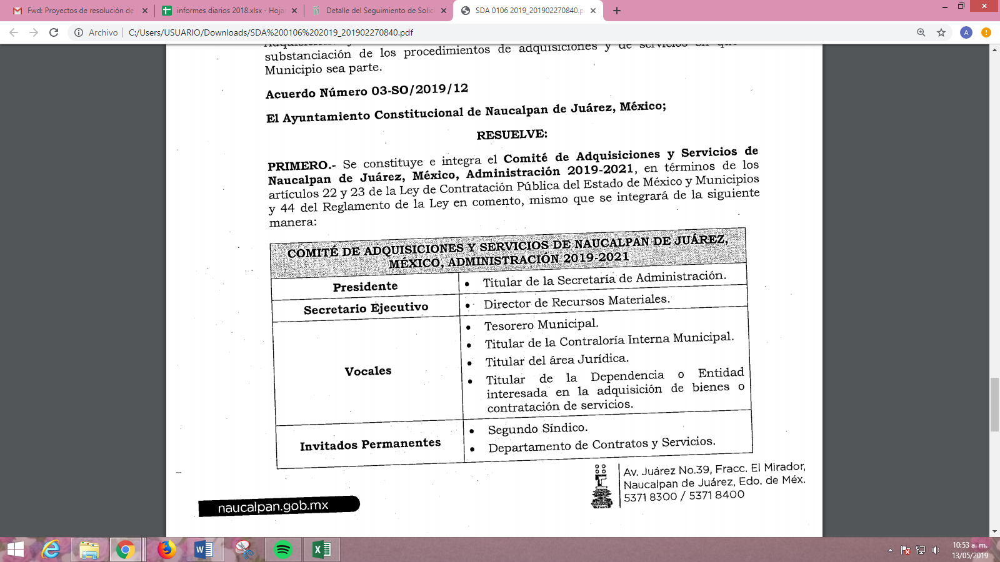 Fwd: Proyectos de resolución de
informes diarios 2018.xlsx - Hoja
Detalle del Seguimiento de Solic
SDA 0106 2019_201902270840.p
Archivo
C:/Users/USUARIO/Downloads/SDA%200106%202019_201902270840.pdf
A
substanciación de los procedimientos de adquisiciones y de servicios en que
Municipio sea parte.
Acuerdo Número 03-SO/2019/12
El Ayuntamiento Constitucional de Naucalpan de Juárez, México;
RESUELVE:
PRIMERO.- Se constituye e integra el Comité de Adquisiciones y Servicios de
Naucalpan de Juárez, México, Administración 2019-2021, en términos de los
artículos 22 y 23 de la Ley de Contratación Pública del Estado de México y Municipios
y 44 del Reglamento de la Ley en comento, mismo que se integrará de la siguiente
manera:
COMITÉ DE ADQUISICIONES Y SERVICIOS DE NAUCALPAN DE JUÁREZ,
MÉXICO, ADMINISTRACIÓN 2019-2021
Presidente
• Titular de la Secretaría de Administración.
Secretario Ejecutivo
• Director de Recursos Materiales.
Vocales
• Tesorero Municipal.
• Titular de la Contraloría Interna Municipal.
• Titular del área Jurídica.
• Titular de la Dependencia o Entidad
interesada en la adquisición de bienes o
contratación de servicios.
Invitados Permanentes
• Segundo Síndico.
• Departamento de Contratos y Servicios.
Av. Juárez No.39, Fracc. El Mirador,
Naucalpan de Juárez, Edo. de Méx.
5371 8300 / 5371 8400
naucalpan.gob.mx
10:53 a. m.
13/05/2019